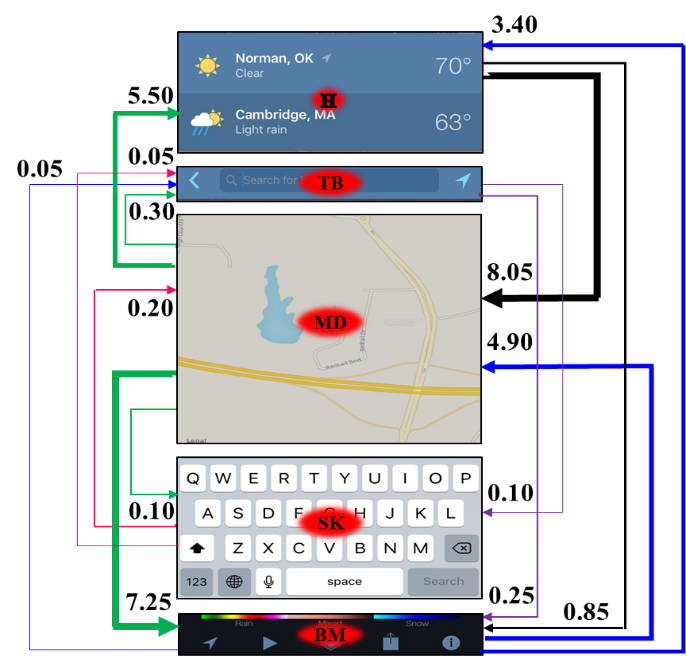 3.40
Norman, OK
Clear
70°
H
5.50
Cambridge, MA
Light rain
63°
0.05
0.05
Search for
TB
0.30
8.05
0.20
MD
4.90
Q W E R T Y U I O P
0.10
A S D F G H J K L
0.10
SK
Z X C V B N M
123
space
Search
7.25
0.25
0.85
Rain
Mixed
Snow
BM